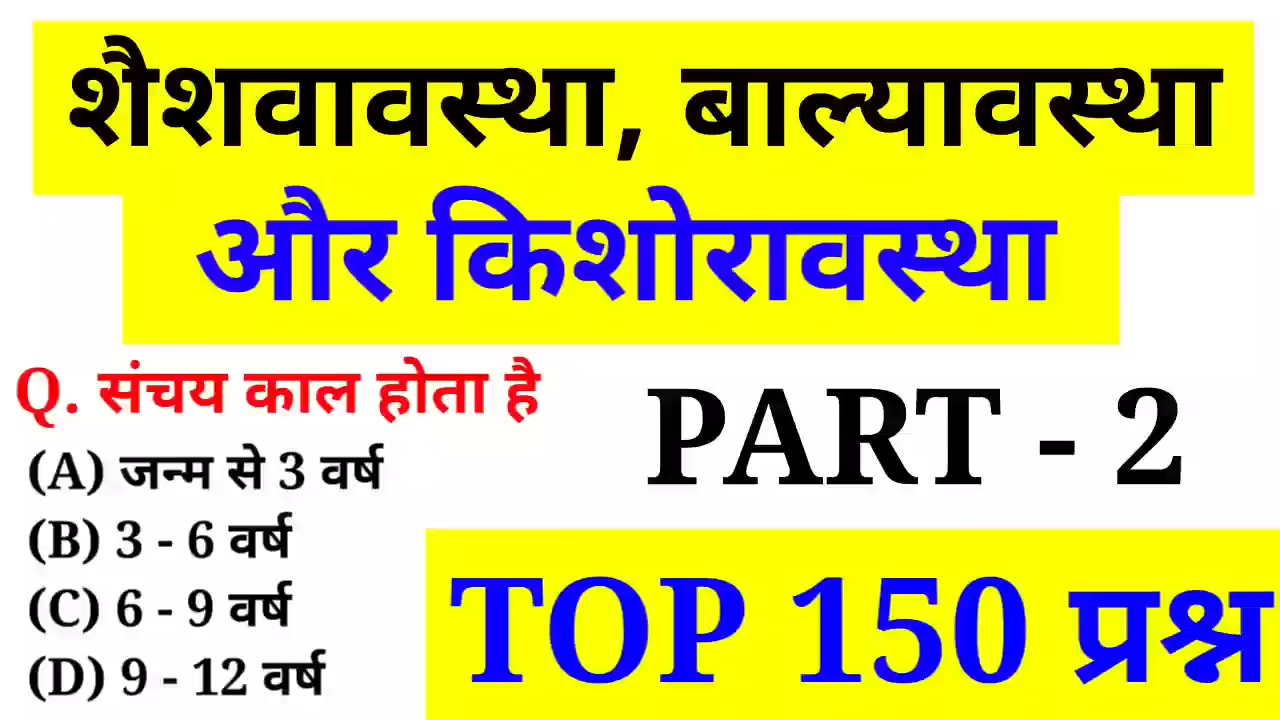 शैशवावस्था, बाल्यावस्था
और किशोरावस्था
Q. संचय काल होता है
(A) जन्म से 3 वर्ष
(B) 3 - 6 वर्ष
(C) 6 - 9 वर्ष
(D) 9 - 12 वर्ष
PART - 2
TOP 150 प्रश्न